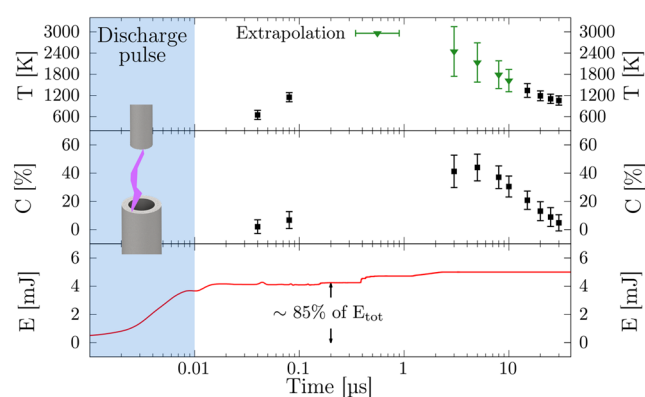 Discharge
pulse
Extrapolation
T [K]
3000
2400
1800
1200
600
3000
2400
1800
1200
600
T [K]
C [%]
60
40
20
0
60
40
20
0
C [%]
E [mJ]
6
4
2
0
6
4
2
0
E [mJ]
~ 85% of E_tot
0.01
0.1
1
10
Time [µs]